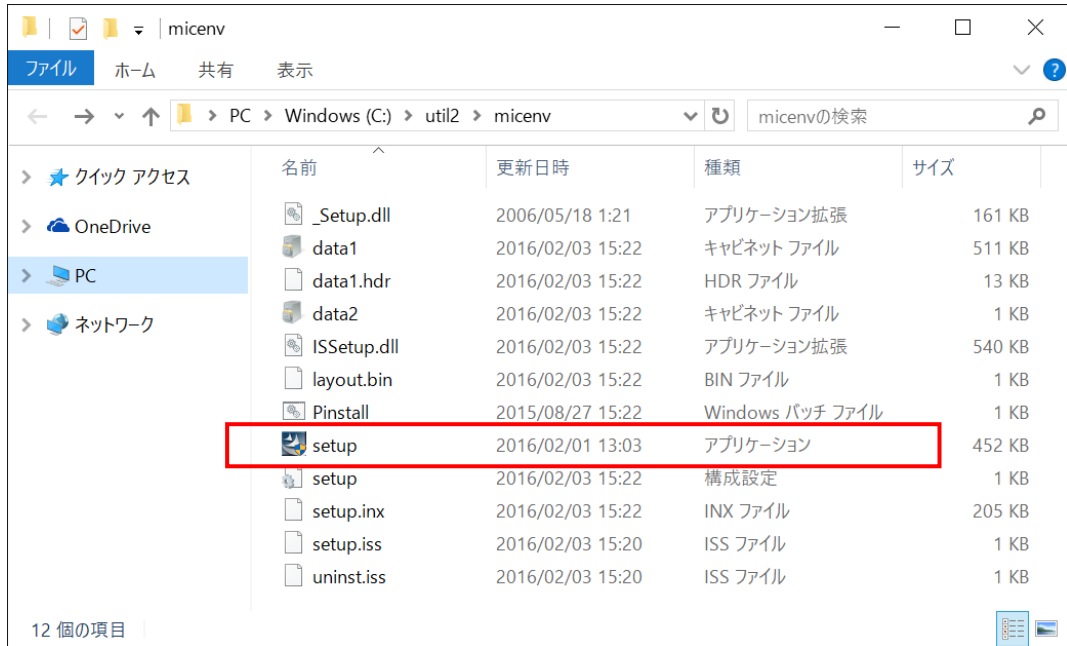 micenv
ファイル ホーム 共有 表示
PC Windows (C:) util2 micenv micenvの検索
名前 更新日時 種類 サイズ
クイック アクセス
OneDrive
PC
ネットワーク
_Setup.dll 2006/05/18 1:21 アプリケーション拡張 161 KB
data1 2016/02/03 15:22 キャビネット ファイル 511 KB
data1.hdr 2016/02/03 15:22 HDR ファイル 13 KB
data2 2016/02/03 15:22 キャビネット ファイル 1 KB
ISSetup.dll 2016/02/03 15:22 アプリケーション拡張 540 KB
layout.bin 2016/02/03 15:22 BIN ファイル 1 KB
Pinstall 2015/08/27 15:22 Windows バッチ ファイル 1 KB
setup 2016/02/01 13:03 アプリケーション 452 KB
setup 2016/02/03 15:22 構成設定 1 KB
setup.inx 2016/02/03 15:22 INX ファイル 205 KB
setup.iss 2016/02/03 15:20 ISS ファイル 1 KB
uninst.iss 2016/02/03 15:20 ISS ファイル 1 KB
12 個の項目